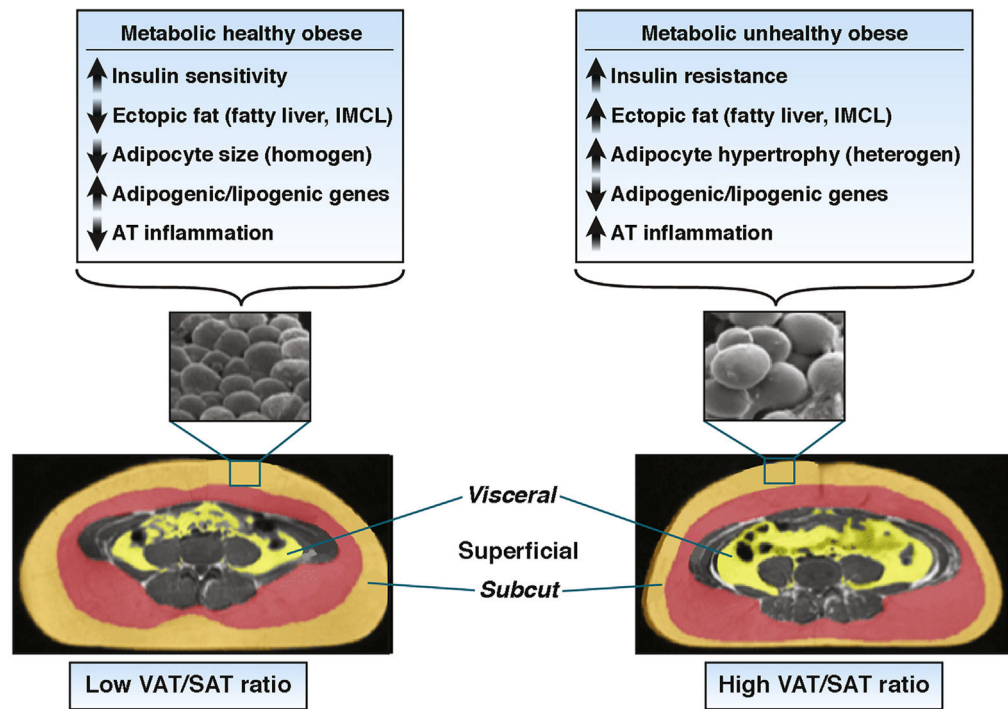 Metabolic healthy obese
Insulin sensitivity
Ectopic fat (fatty liver, IMCL)
Adipocyte size (homogen)
Adipogenic/lipogenic genes
AT inflammation
Metabolic unhealthy obese
Insulin resistance
Ectopic fat (fatty liver, IMCL)
Adipocyte hypertrophy (heterogen)
Adipogenic/lipogenic genes
AT inflammation
Visceral
Superficial
Subcut
Low VAT/SAT ratio
High VAT/SAT ratio